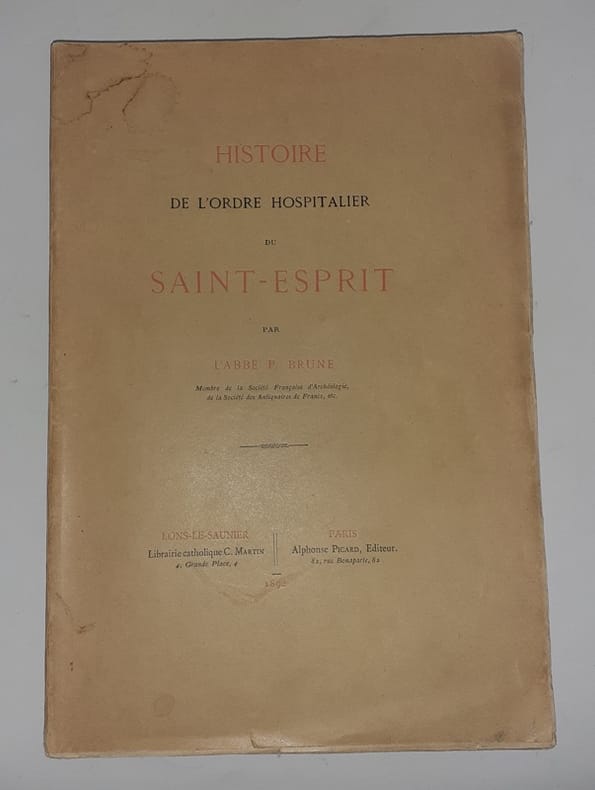 HISTOIRE
DE L'ORDRE HOSPITALIER
DU
SAINT-ESPRIT
PAR
L'ABBÉ P. BRUNE
Membre de la Société Française d'Archéologie,
de la Société des Antiquaires de France, etc.
LONS-LE-SAUNIER
Librairie catholique C. MARTIN
4, Grande Place, 4
PARIS
Alphonse PICARD, Editeur.
82, rue Bonaparte, 82
1892